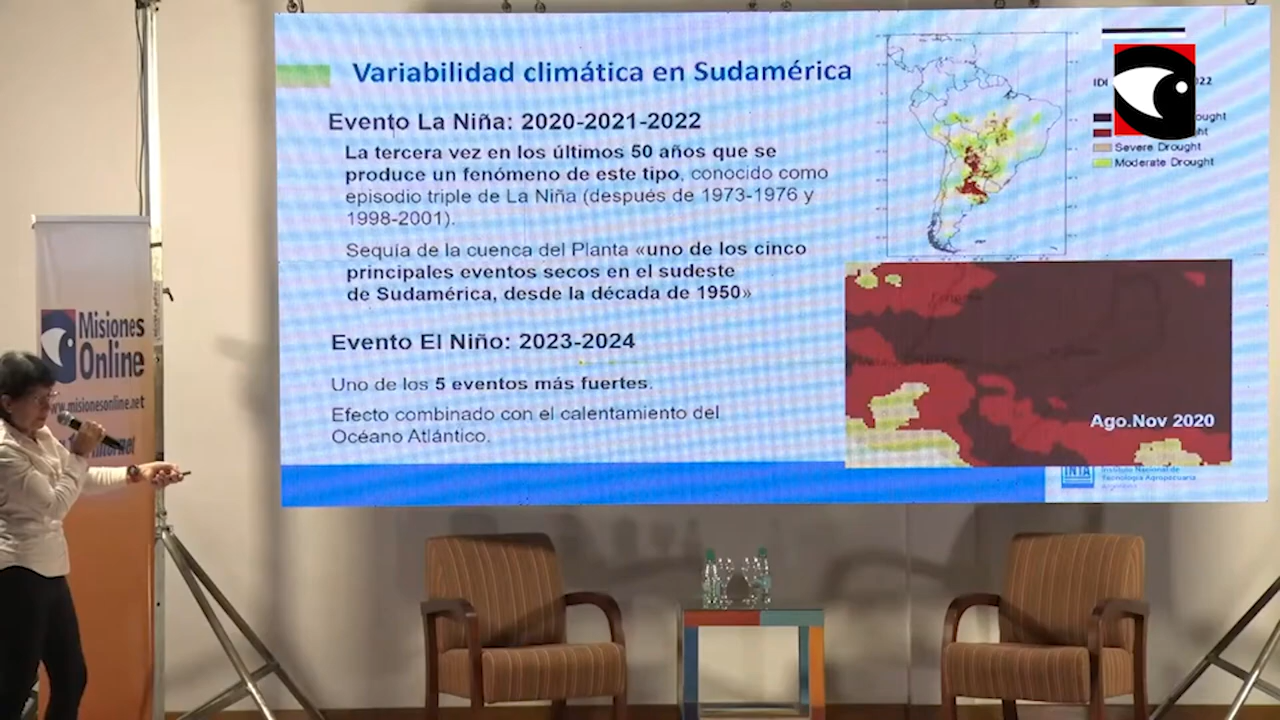 Variabilidad climática en Sudamérica
Evento La Niña: 2020-2021-2022
La tercera vez en los últimos 50 años que se
produce un fenómeno de este tipo, conocido como
episodio triple de La Niña (después de 1973-1976 y
1998-2001).
Sequía de la cuenca del Planta «uno de los cinco
principales eventos secos en el sudeste
de Sudamérica, desde la década de 1950»
Evento El Niño: 2023-2024
Uno de los 5 eventos más fuertes.
Efecto combinado con el calentamiento del
Océano Atlántico.
Severe Drought
Moderate Drought
Ago.Nov 2020
INTA
Instituto Nacional de
Tecnología Agropecuaria
Argentina
Misiones
Online
www.misionesonline.net